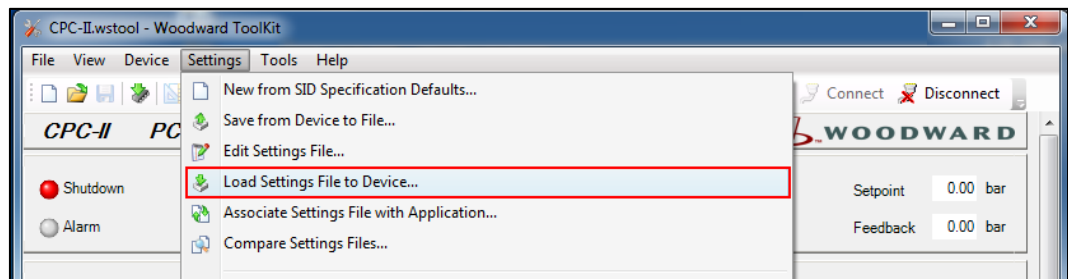 CPC-II.wstool - Woodward ToolKit
File View Device Settings Tools Help
New from SID Specification Defaults...
Connect Disconnect
Save from Device to File...
CPC-II PC
WOODWARD
Edit Settings File...
Load Settings File to Device...
Shutdown
Setpoint 0.00 bar
Associate Settings File with Application...
Alarm
Feedback 0.00 bar
Compare Settings Files...